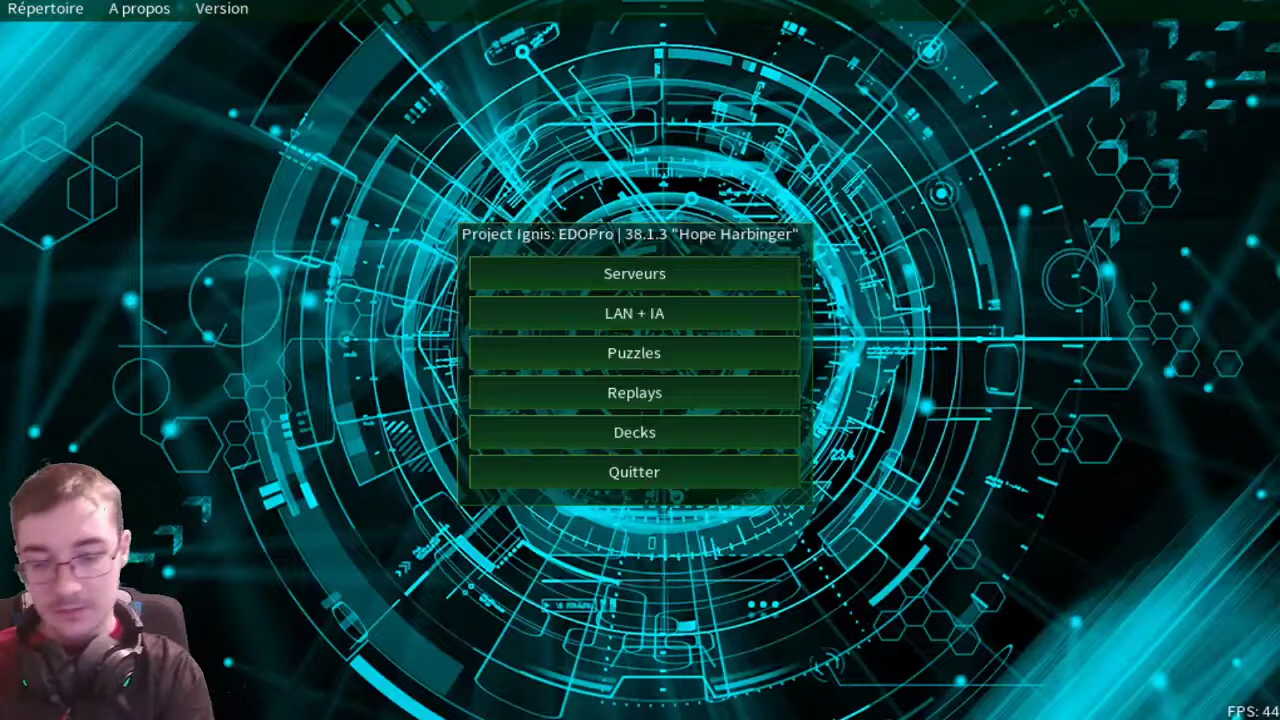 Répertoire A propos Version
Project Ignis: EDOPro | 38.1.3 "Hope Harbinger"
Serveurs
LAN + IA
Puzzles
Replays
Decks
Quitter
234
FPS: 44